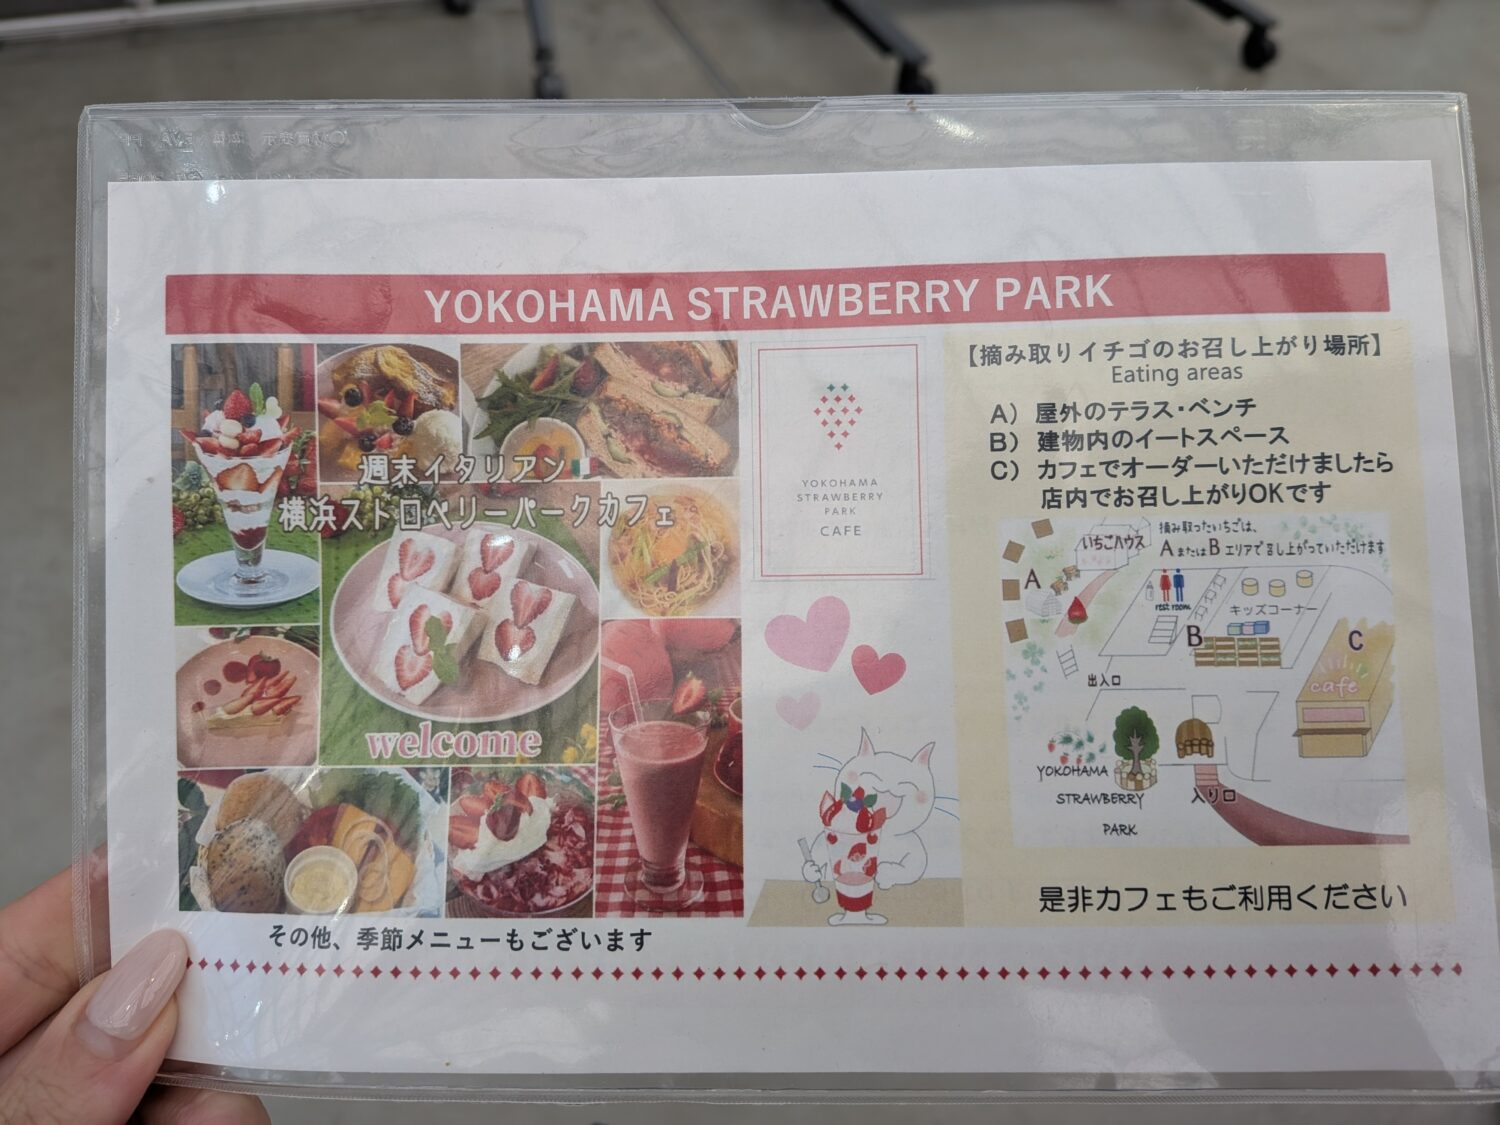 YOKOHAMA STRAWBERRY PARK
週末イタリアン
横浜ストロベリーパークカフェ
welcome
その他、季節メニューもございます
YOKOHAMA
STRAWBERRY
PARK
CAFE
【摘み取りイチゴのお召し上がり場所】
Eating areas
A） 屋外のテラス・ベンチ
B） 建物内のイートスペース
C） カフェでオーダーいただけましたら
店内でお召し上がりOKです
摘み取ったいちごは、
AまたはBエリアで召し上がっていただけます
いちごハウス
A
rest room
キッズコーナー
B
C
cafe
出入口
YOKOHAMA
STRAWBERRY
PARK
入り口
是非カフェもご利用ください